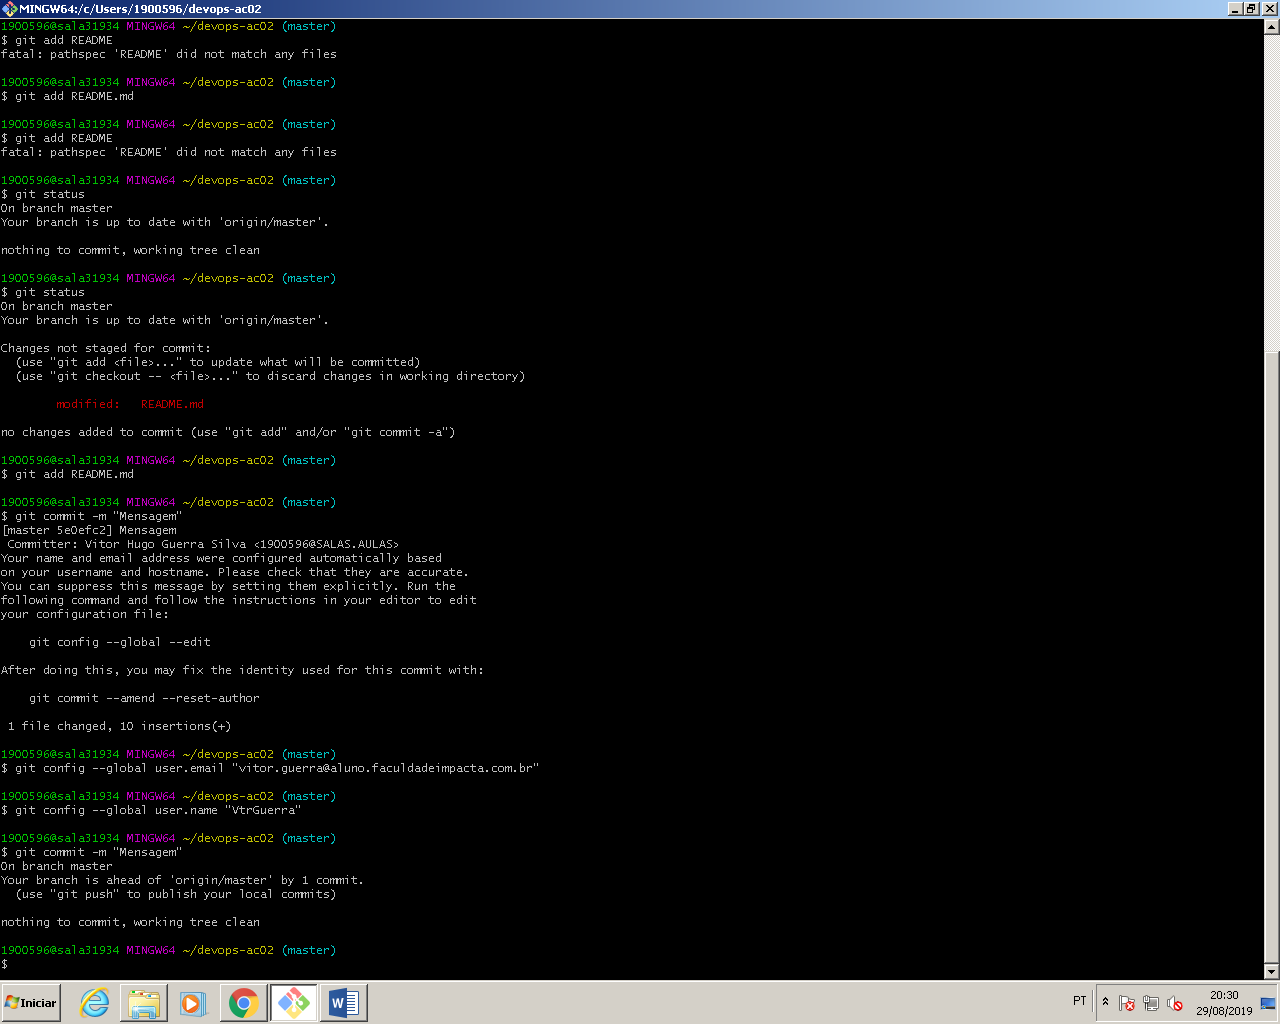 MINGW64:/c/Users/1900596/devops-ac02
1900596@sala31934 MINGW64 ~/devops-ac02 (master)
$ git add README
fatal: pathspec 'README' did not match any files
1900596@sala31934 MINGW64 ~/devops-ac02 (master)
$ git add README.md
1900596@sala31934 MINGW64 ~/devops-ac02 (master)
$ git add README
fatal: pathspec 'README' did not match any files
1900596@sala31934 MINGW64 ~/devops-ac02 (master)
$ git status
On branch master
Your branch is up to date with 'origin/master'.
nothing to commit, working tree clean
1900596@sala31934 MINGW64 ~/devops-ac02 (master)
$ git status
On branch master
Your branch is up to date with 'origin/master'.
Changes not staged for commit:
(use "git add <file>..." to update what will be committed)
(use "git checkout -- <file>..." to discard changes in working directory)
modified:   README.md
no changes added to commit (use "git add" and/or "git commit -a")
1900596@sala31934 MINGW64 ~/devops-ac02 (master)
$ git add README.md
1900596@sala31934 MINGW64 ~/devops-ac02 (master)
$ git commit -m "Mensagem"
[master 5e0efc2] Mensagem
Committer: Vitor Hugo Guerra Silva <1900596@SALAS.AULAS>
Your name and email address were configured automatically based
on your username and hostname. Please check that they are accurate.
You can suppress this message by setting them explicitly. Run the
following command and follow the instructions in your editor to edit
your configuration file:
git config --global --edit
After doing this, you may fix the identity used for this commit with:
git commit --amend --reset-author
1 file changed, 10 insertions(+)
1900596@sala31934 MINGW64 ~/devops-ac02 (master)
$ git config --global user.email "vitor.guerra@aluno.faculdadeimpacta.com.br"
1900596@sala31934 MINGW64 ~/devops-ac02 (master)
$ git config --global user.name "VtrGuerra"
1900596@sala31934 MINGW64 ~/devops-ac02 (master)
$ git commit -m "Mensagem"
On branch master
Your branch is ahead of 'origin/master' by 1 commit.
(use "git push" to publish your local commits)
nothing to commit, working tree clean
1900596@sala31934 MINGW64 ~/devops-ac02 (master)
$
Iniciar
PT
20:30
29/08/2019